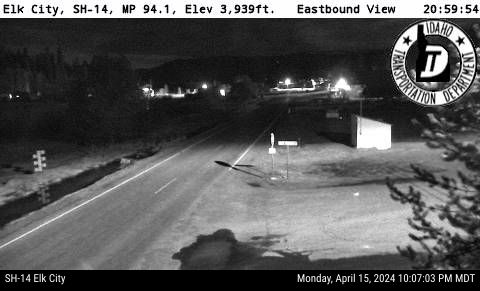 Elk City, SH-14, MP 94.1, Elev 3,939ft. Eastbound View 20:59:54
IDAHO
TRANSPORTATION DEPARTMENT
SH-14 Elk City Monday, April 15, 2024 10:07:03 PM MDT